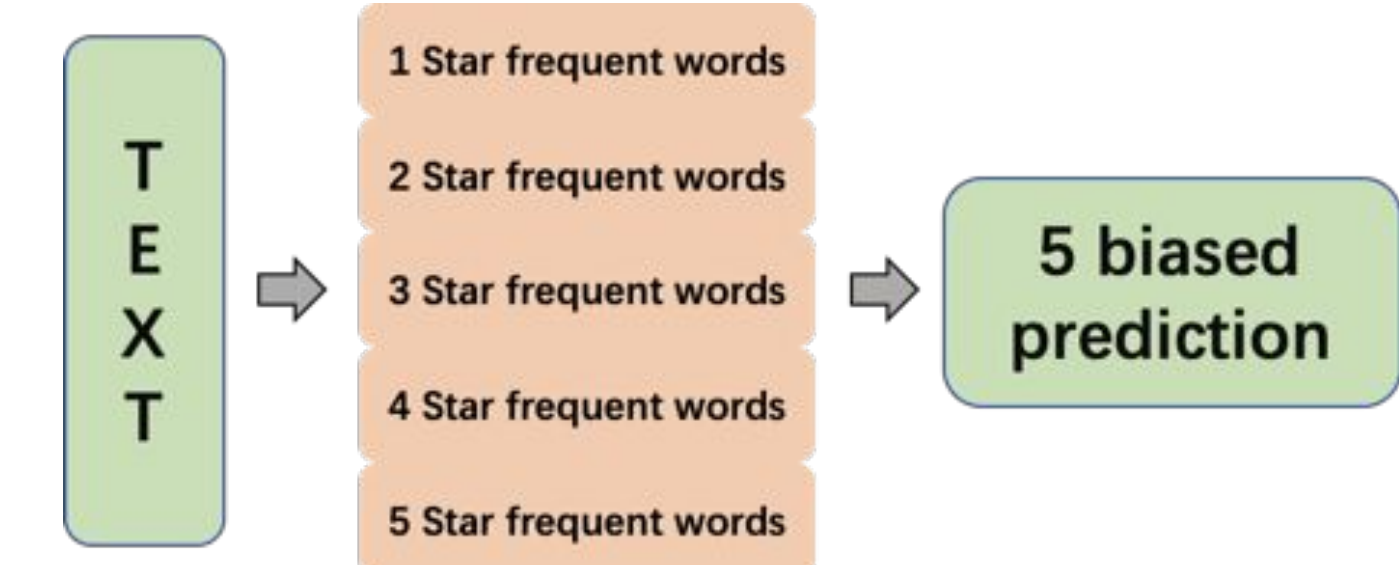 TEXT
1 Star frequent words
2 Star frequent words
3 Star frequent words
4 Star frequent words
5 Star frequent words
5 biased
prediction